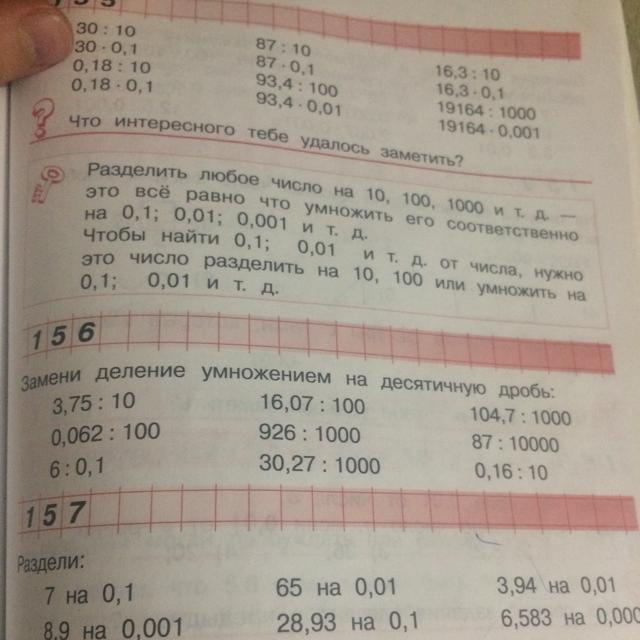 30 : 10 87 : 10 16,3 : 10
30 · 0,1 87 · 0,1 16,3 · 0,1
0,18 : 10 93,4 : 100 19164 : 1000
0,18 · 0,1 93,4 · 0,01 19164 · 0,001
Что интересного тебе удалось заметить?
Разделить любое число на 10, 100, 1000 и т. д. —
это всё равно что умножить его соответственно
на 0,1; 0,01; 0,001 и т. д.
Чтобы найти 0,1; 0,01 и т. д. от числа, нужно
это число разделить на 10, 100 или умножить на
0,1; 0,01 и т. д.
156
Замени деление умножением на десятичную дробь:
3,75 : 10 16,07 : 100 104,7 : 1000
0,062 : 100 926 : 1000 87 : 10000
6 : 0,1 30,27 : 1000 0,16 : 10
157
Раздели:
7 на 0,1 65 на 0,01 3,94 на 0,01
8,9 на 0,001 28,93 на 0,1 6,583 на